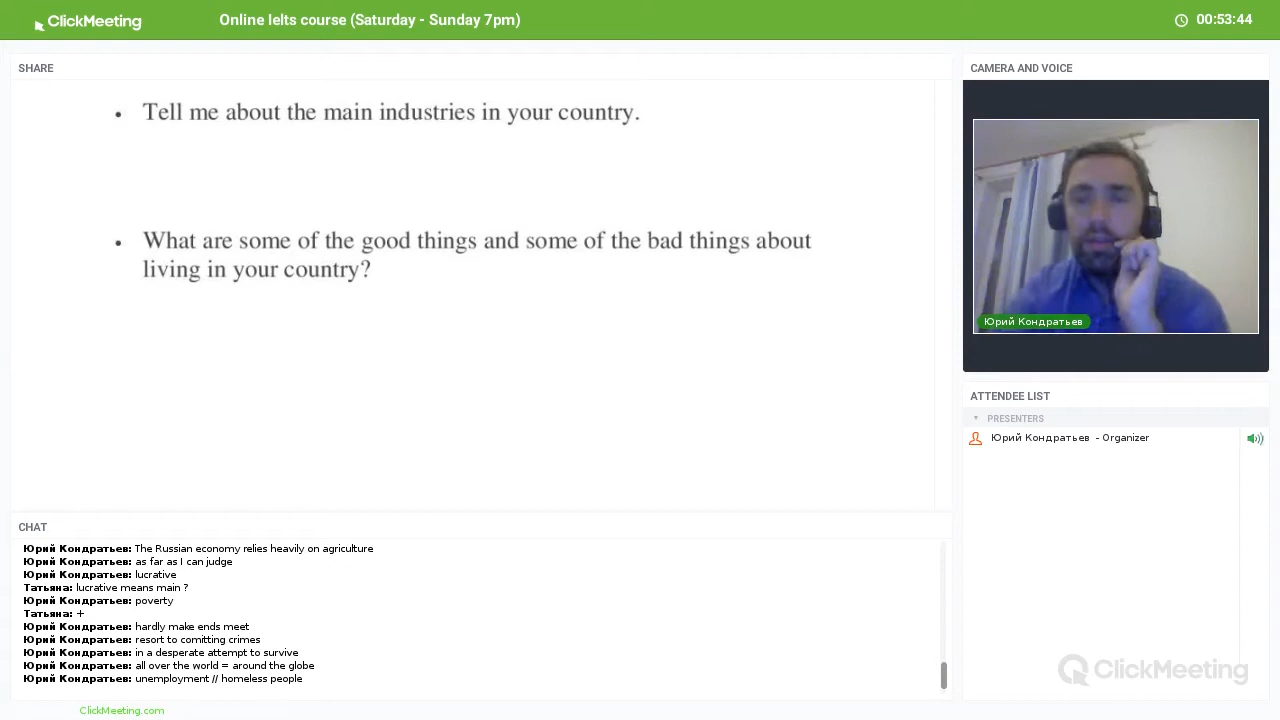 ClickMeeting
Online Ielts course (Saturday - Sunday 7pm)
00:53:44
SHARE
• Tell me about the main industries in your country.
• What are some of the good things and some of the bad things about
living in your country?
CAMERA AND VOICE
Юрий Кондратьев
ATTENDEE LIST
PRESENTERS
Юрий Кондратьев - Organizer
CHAT
Юрий Кондратьев: The Russian economy relies heavily on agriculture
Юрий Кондратьев: as far as I can judge
Юрий Кондратьев: lucrative
Татьяна: lucrative means main ?
Юрий Кондратьев: poverty
Татьяна: +
Юрий Кондратьев: hardly make ends meet
Юрий Кондратьев: resort to comitting crimes
Юрий Кондратьев: in a desperate attempt to survive
Юрий Кондратьев: all over the world = around the globe
Юрий Кондратьев: unemployment // homeless people
ClickMeeting
ClickMeeting.com